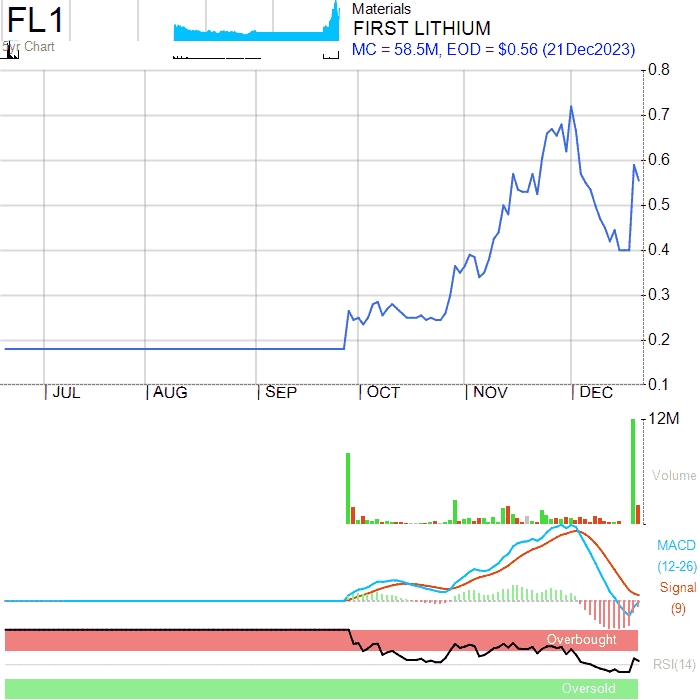 FL1
5yr Chart
Materials
FIRST LITHIUM
MC = 58.5M, EOD = $0.56 (21Dec2023)
0.8
0.7
0.6
0.5
0.4
0.3
0.2
0.1
JUL AUG SEP OCT NOV DEC
12M
Volume
MACD
(12-26)
Signal
(9)
Overbought
RSI(14)
Oversold